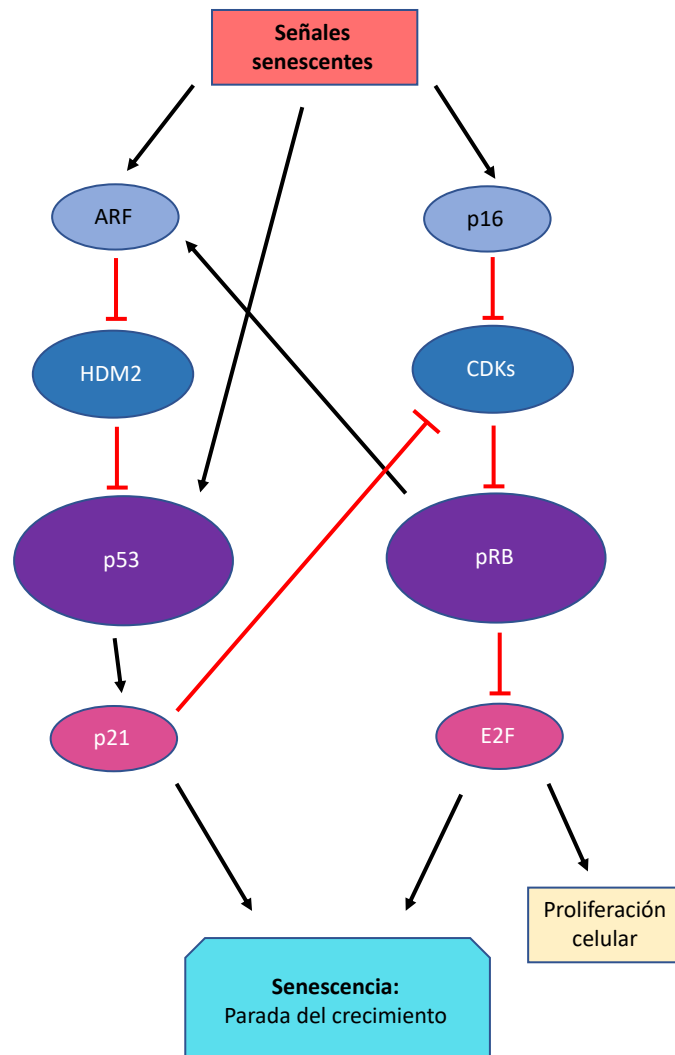 Señales
senescentes
ARF
p16
HDM2
CDKs
p53
pRB
p21
E2F
Proliferación
celular
Senescencia:
Parada del crecimiento